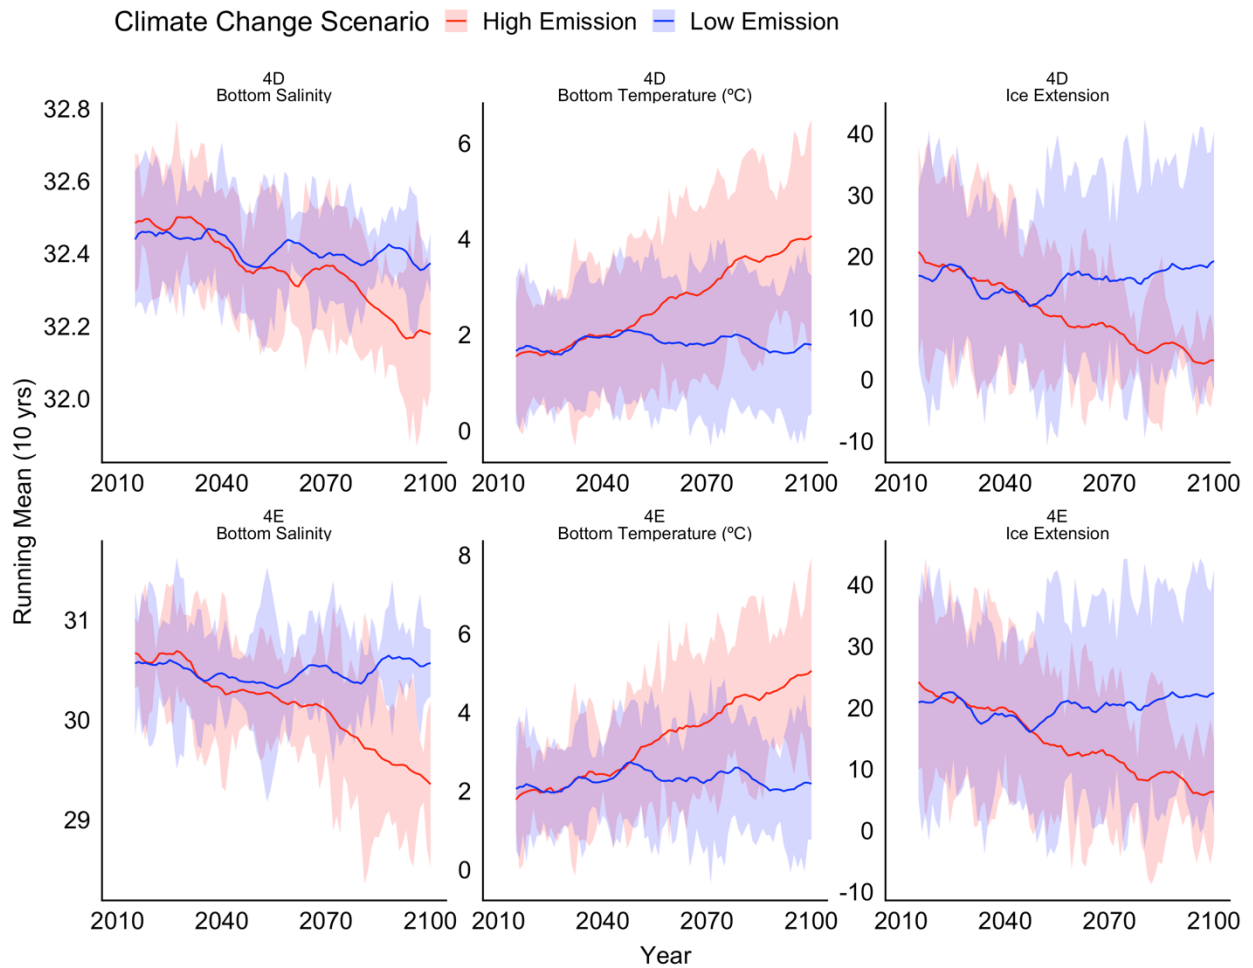 Climate Change Scenario High Emission Low Emission
4D
Bottom Salinity
4D
Bottom Temperature (ºC)
4D
Ice Extension
32.8
32.6
32.4
32.2
32.0
6
4
2
0
40
30
20
10
0
-10
2010 2040 2070 2100
2010 2040 2070 2100
2010 2040 2070 2100
Running Mean (10 yrs)
4E
Bottom Salinity
4E
Bottom Temperature (ºC)
4E
Ice Extension
31
30
29
8
6
4
2
0
40
30
20
10
0
-10
2010 2040 2070 2100
2010 2040 2070 2100
2010 2040 2070 2100
Year